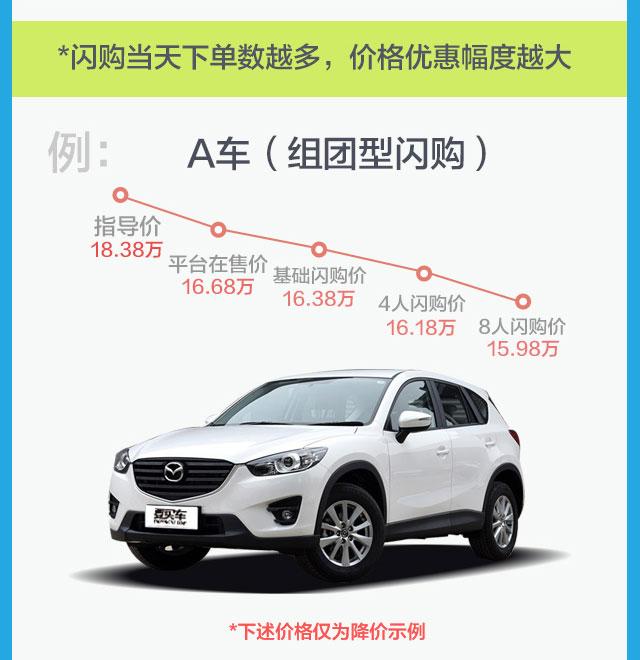 *闪购当天下单数越多，价格优惠幅度越大
例：
A车（组团型闪购）
指导价
18.38万
平台在售价
16.68万
基础闪购价
16.38万
4人闪购价
16.18万
8人闪购价
15.98万
*下述价格仅为降价示例